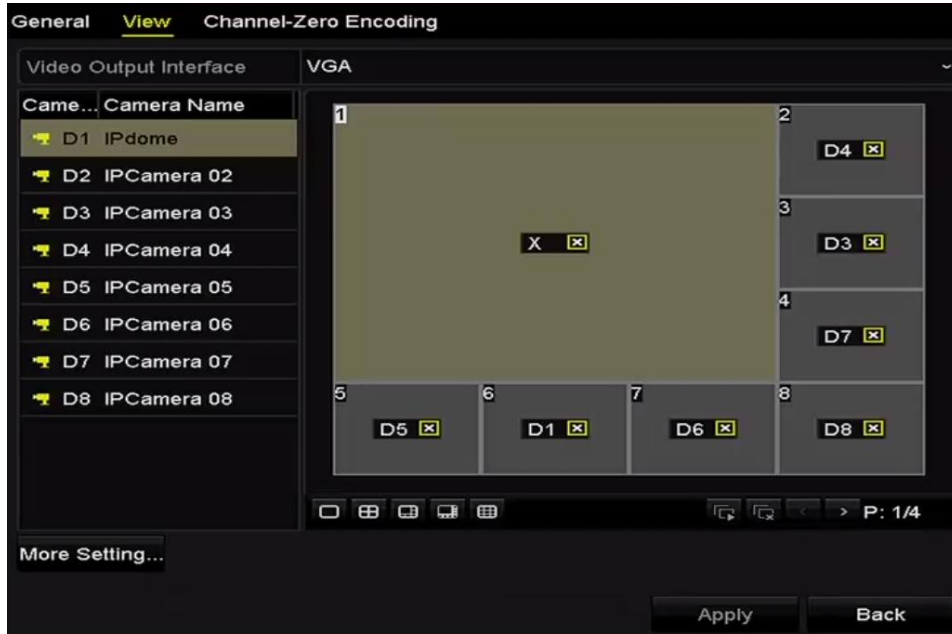 General View Channel-Zero Encoding
Video Output Interface VGA
Came... Camera Name
D1 IPdome
D2 IPCamera 02
D3 IPCamera 03
D4 IPCamera 04
D5 IPCamera 05
D6 IPCamera 06
D7 IPCamera 07
D8 IPCamera 08
1
X
2
D4
3
D3
4
D7
5
D5
6
D1
7
D6
8
D8
P: 1/4
More Setting...
Apply Back